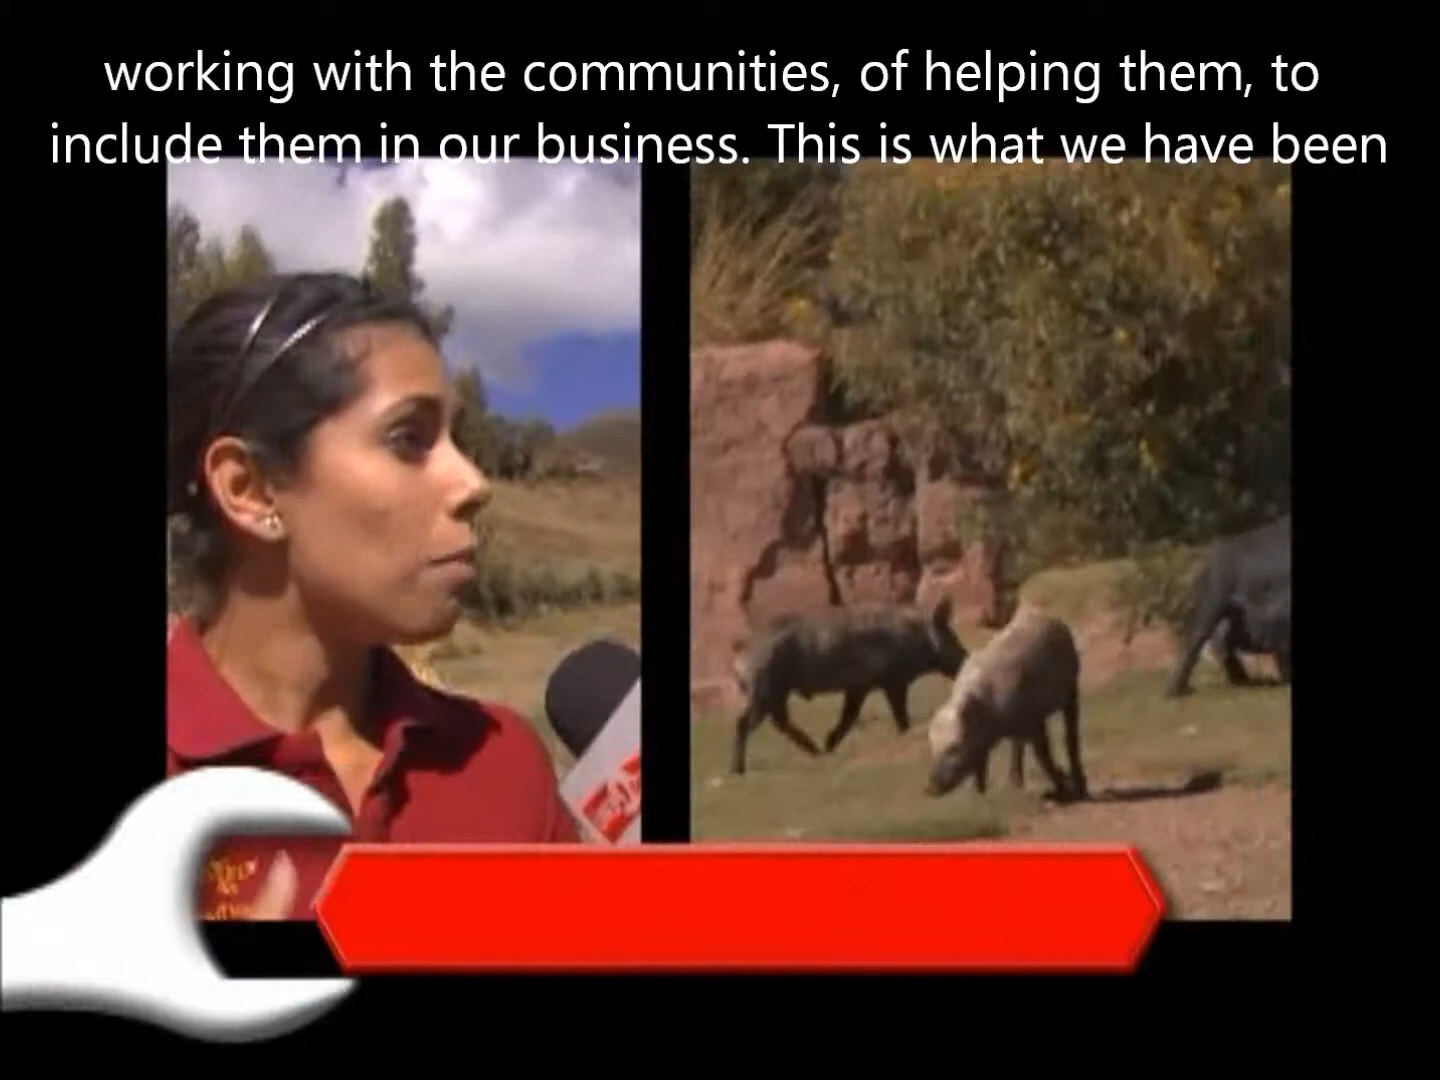 working with the communities, of helping them, to
include them in our business. This is what we have been